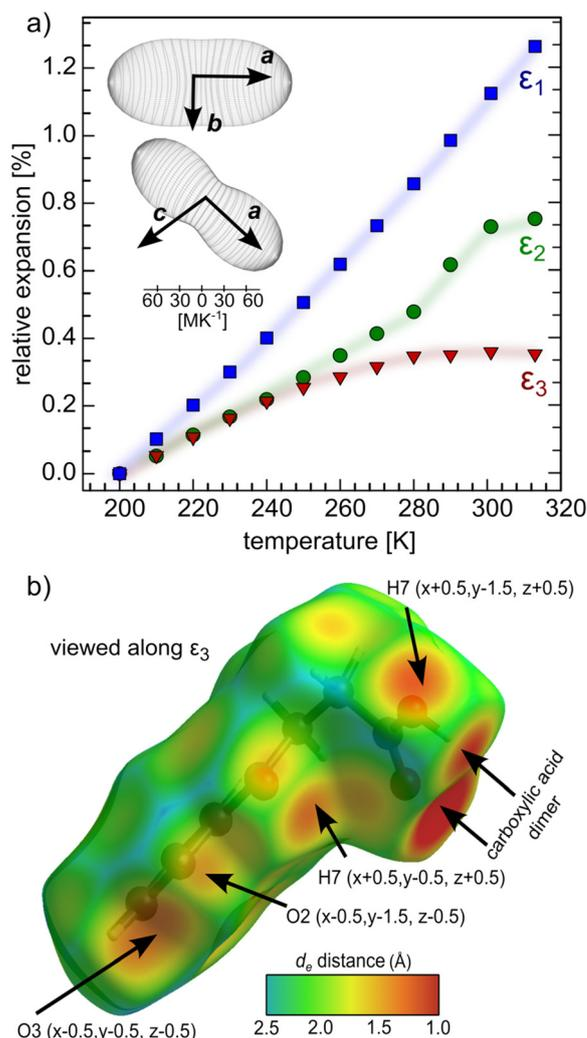 a)
relative expansion [%]
1.2
1.0
0.8
0.6
0.4
0.2
0.0
a
b
c
a
60 30 0 30 60
[MK⁻¹]
ε₁
ε₂
ε₃
200 220 240 260 280 300 320
temperature [K]
b)
H7 (x+0.5,y-1.5, z+0.5)
viewed along ε₃
carboxylic acid
dimer
H7 (x+0.5,y-0.5, z+0.5)
O2 (x-0.5,y-1.5, z-0.5)
dₑ distance (Å)
2.5 2.0 1.5 1.0
O3 (x-0.5,y-0.5, z-0.5)